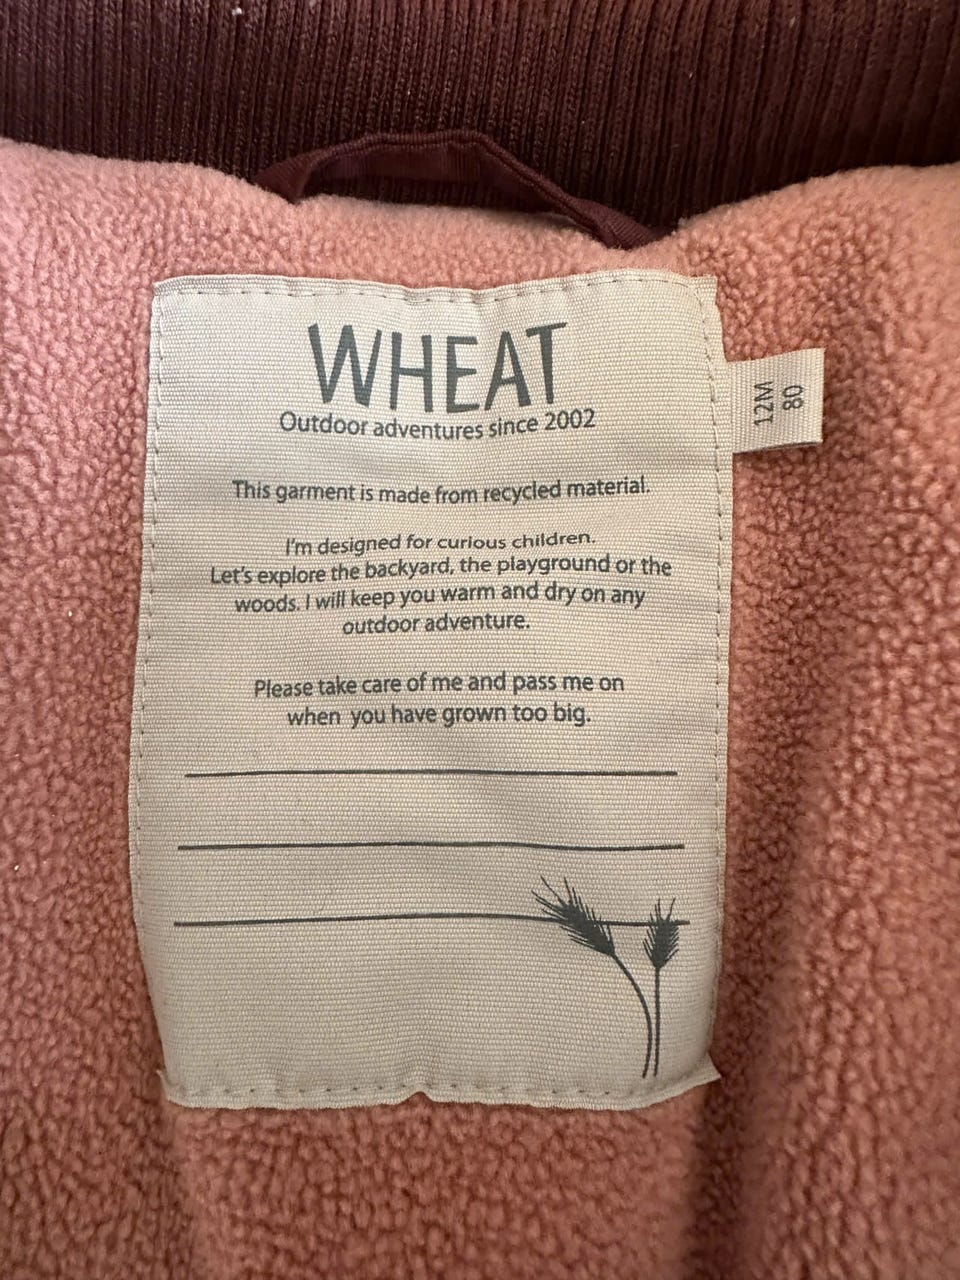 WHEAT
Outdoor adventures since 2002
12M
80
This garment is made from recycled material.
I'm designed for curious children.
Let's explore the backyard, the playground or the
woods. I will keep you warm and dry on any
outdoor adventure.
Please take care of me and pass me on
when you have grown too big.